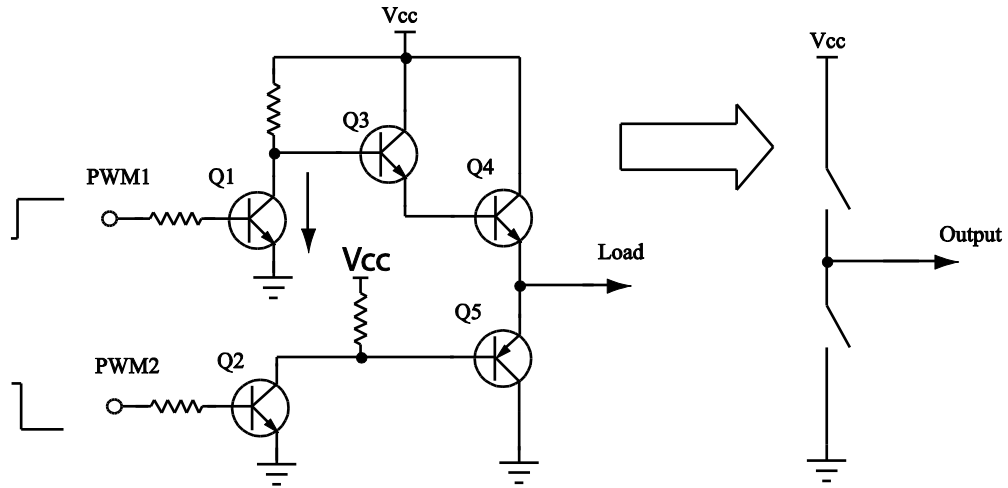 Vcc
Vcc
Q3
PWM1
Q1
Q4
Output
Load
Vcc
Q5
PWM2
Q2